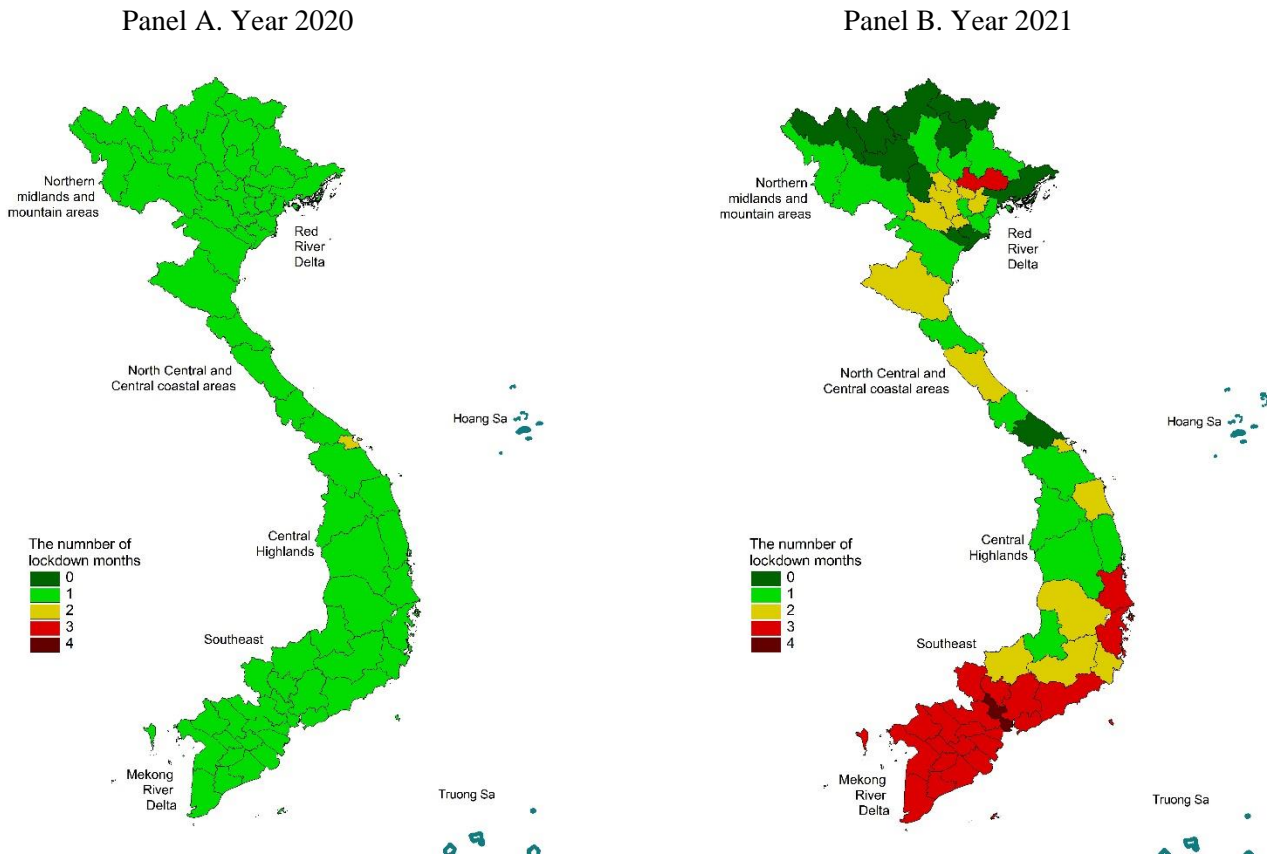 Panel A. Year 2020
Northern
midlands and
mountain areas
Red
River
Delta
North Central and
Central coastal areas
Hoang Sa
Central
Highlands
The numnber of
lockdown months
0
1
2
3
4
Southeast
Mekong
River
Delta
Truong Sa
Panel B. Year 2021
Northern
midlands and
mountain areas
Red
River
Delta
North Central and
Central coastal areas
Hoang Sa
Central
Highlands
The numnber of
lockdown months
0
1
2
3
4
Southeast
Mekong
River
Delta
Truong Sa